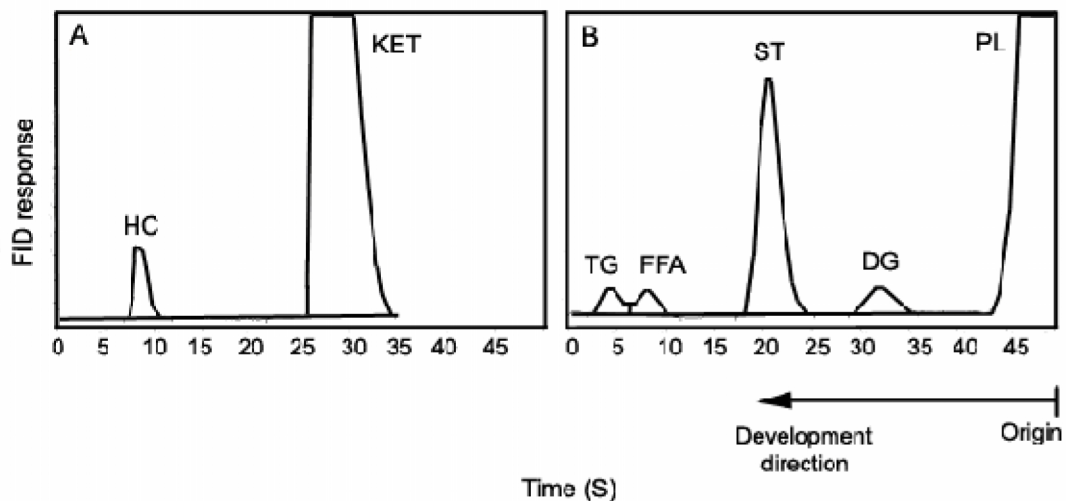 A
KET
HC
FID response
0 5 10 15 20 25 30 35 40 45
B
ST
PL
TG FFA
DG
0 5 10 15 20 25 30 35 40 45
Development
direction
Origin
Time (S)